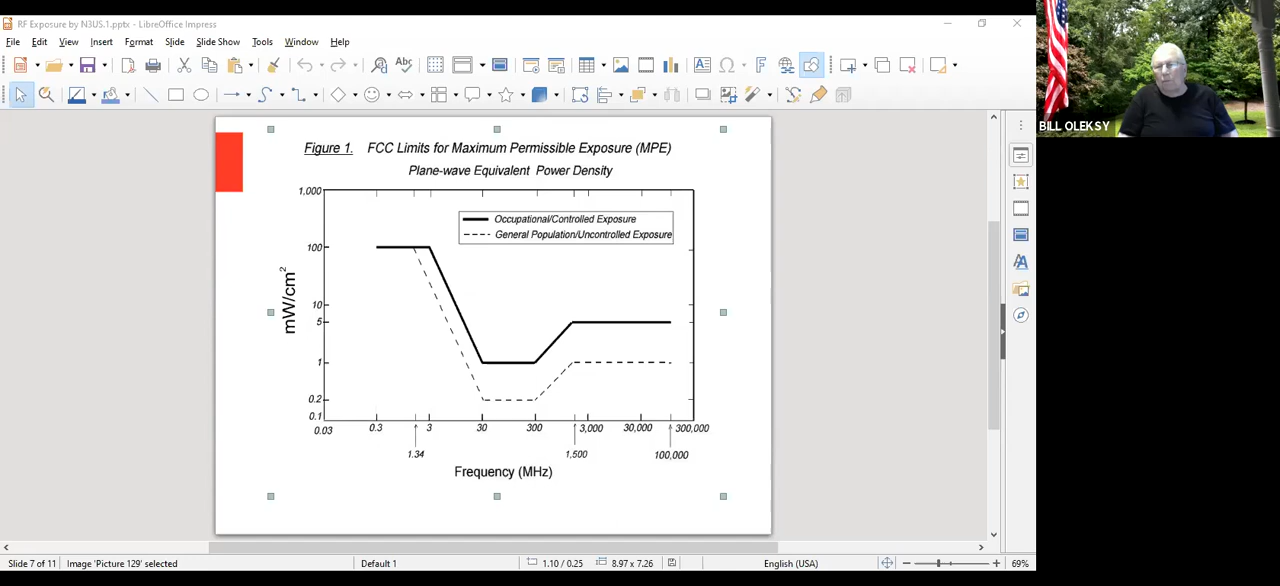 RF Exposure by N3US.1.pptx - LibreOffice Impress
File Edit View Insert Format Slide Slide Show Tools Window Help
BILL OLEKSY
Figure 1. FCC Limits for Maximum Permissible Exposure (MPE)
Plane-wave Equivalent Power Density
1,000
Occupational/Controlled Exposure
General Population/Uncontrolled Exposure
100
mW/cm²
10
5
1
0.2
0.1
0.03 0.3 3 30 300 3,000 30,000 300,000
1.34 1,500 100,000
Frequency (MHz)
Slide 7 of 11 Image 'Picture 129' selected Default 1 1.10 / 0.25 8.97 x 7.26 English (USA) 69%